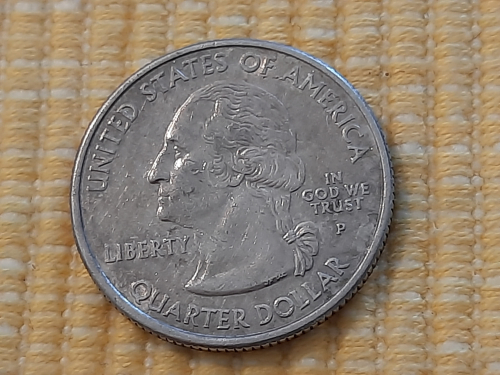 UNITED STATES OF AMERICA
LIBERTY
IN
GOD WE
TRUST
P
QUARTER DOLLAR